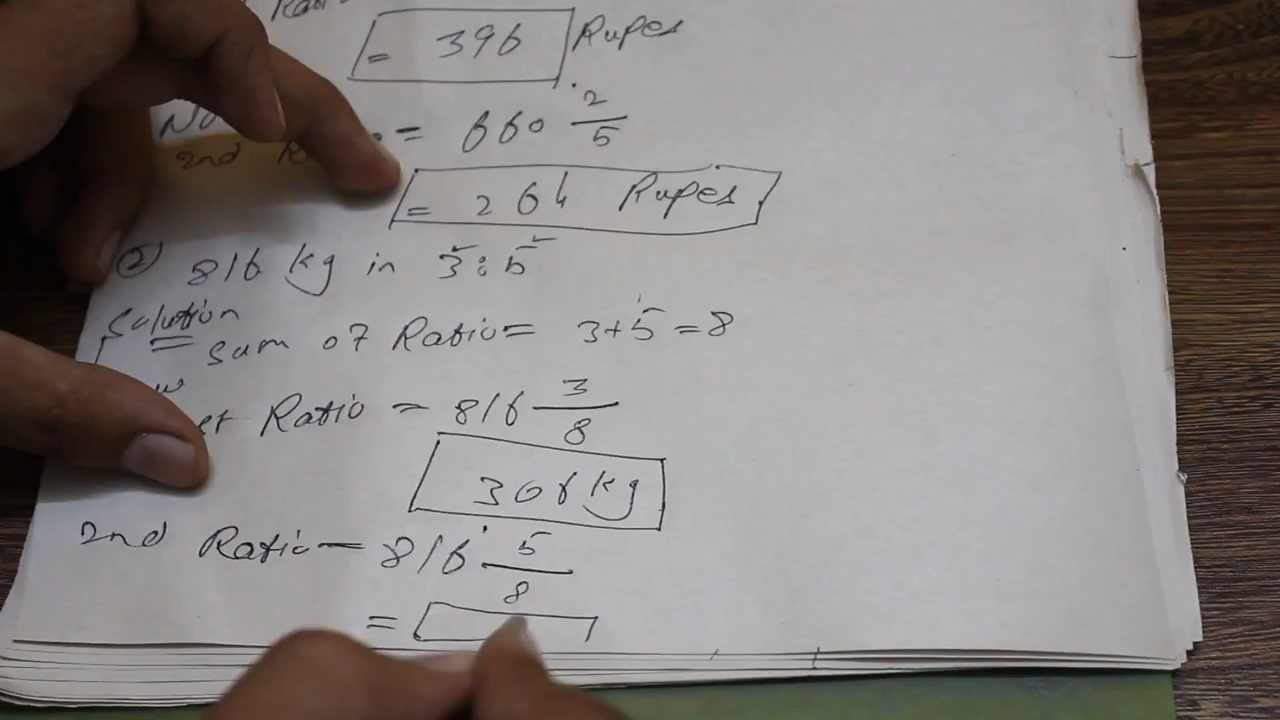 = 396 Rupes
= 660 2/5
2nd
= 264 Rupes
② 816 kg in 3:5
Solution
Sum of Ratio = 3+5=8
Ratio = 816 3/8
306 kg
2nd Ratio = 816 5/8
=